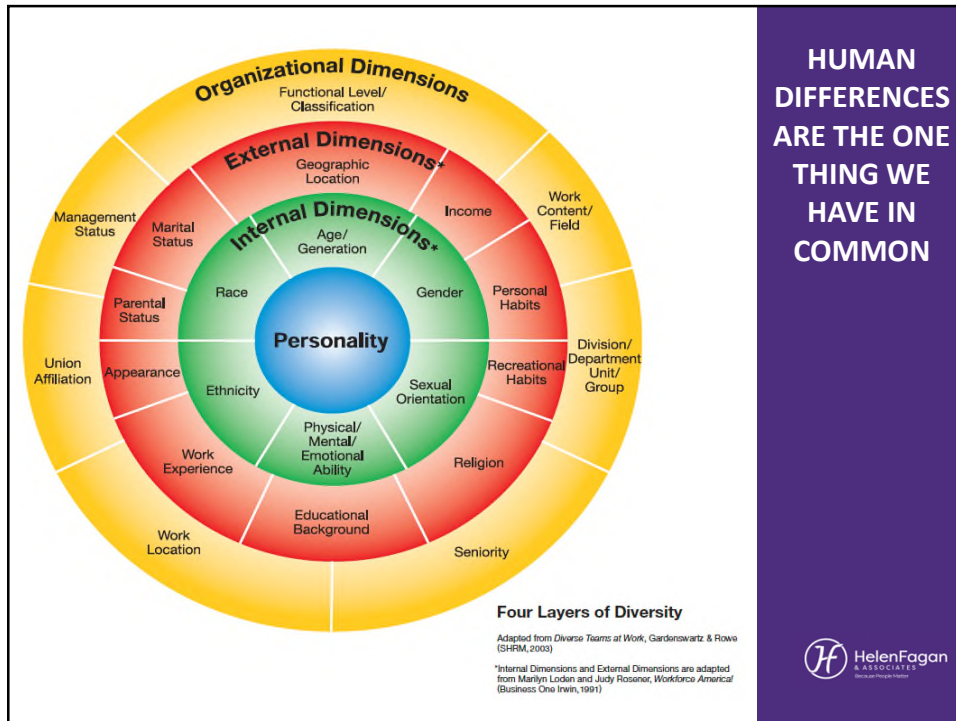 Organizational Dimensions
Functional Level/
Classification
External Dimensions*
Geographic
Location
Income
Work
Content/
Field
Management
Status
Marital
Status
Internal Dimensions*
Age/
Generation
Race
Gender
Personal
Habits
Parental
Status
Personality
Division/
Department
Unit/
Group
Union
Affiliation
Appearance
Ethnicity
Sexual
Orientation
Recreational
Habits
Physical/
Mental/
Emotional
Ability
Work
Experience
Religion
Educational
Background
Work
Location
Seniority
Four Layers of Diversity
Adapted from Diverse Teams at Work, Gardenswartz & Rowe
(SHRM, 2003)
*Internal Dimensions and External Dimensions are adapted
from Marilyn Loden and Judy Rosener, Workforce America!
(Business One Irwin, 1991)
HUMAN
DIFFERENCES
ARE THE ONE
THING WE
HAVE IN
COMMON
HelenFagan
& ASSOCIATES
Because People Matter